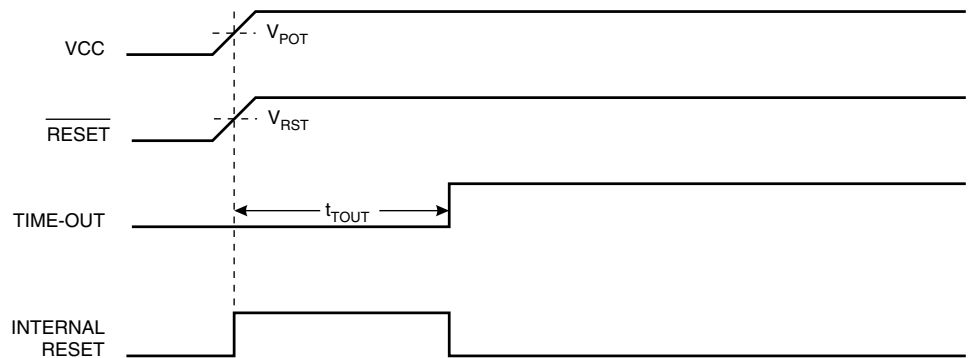 VCC
VPOT
RESET
VRST
TIME-OUT
tTOUT
INTERNAL
RESET